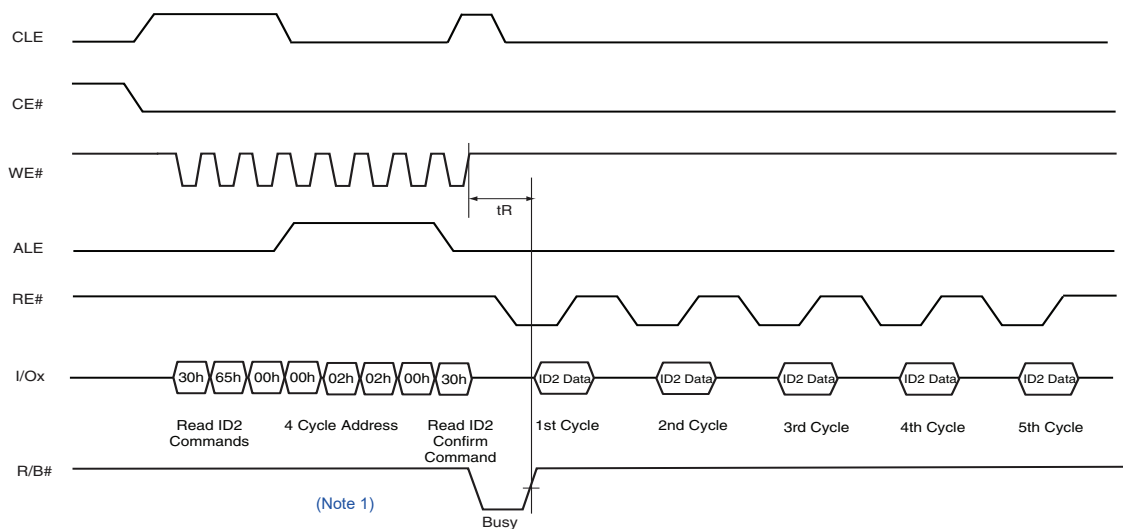 CLE
CE#
WE#
tR
ALE
RE#
I/Ox
30h 65h 00h 00h 02h 02h 00h 30h ID2 Data ID2 Data ID2 Data ID2 Data ID2 Data
Read ID2
Commands
4 Cycle Address
Read ID2
Confirm
Command
1st Cycle
2nd Cycle
3rd Cycle
4th Cycle
5th Cycle
R/B#
(Note 1)
Busy